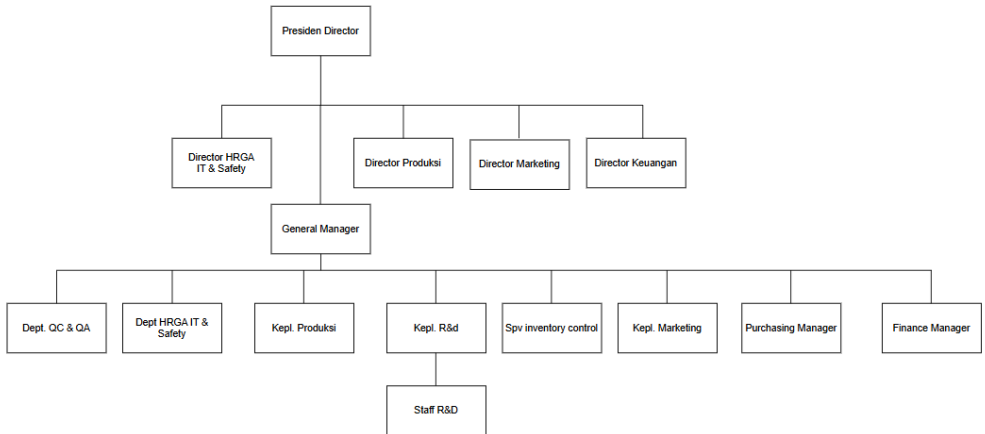 Presiden Director
Director HRGA
IT & Safety
Director Produksi
Director Marketing
Director Keuangan
General Manager
Dept. QC & QA
Dept HRGA IT &
Safety
Kepl. Produksi
Kepl. R&d
Spv inventory control
Kepl. Marketing
Purchasing Manager
Finance Manager
Staff R&D